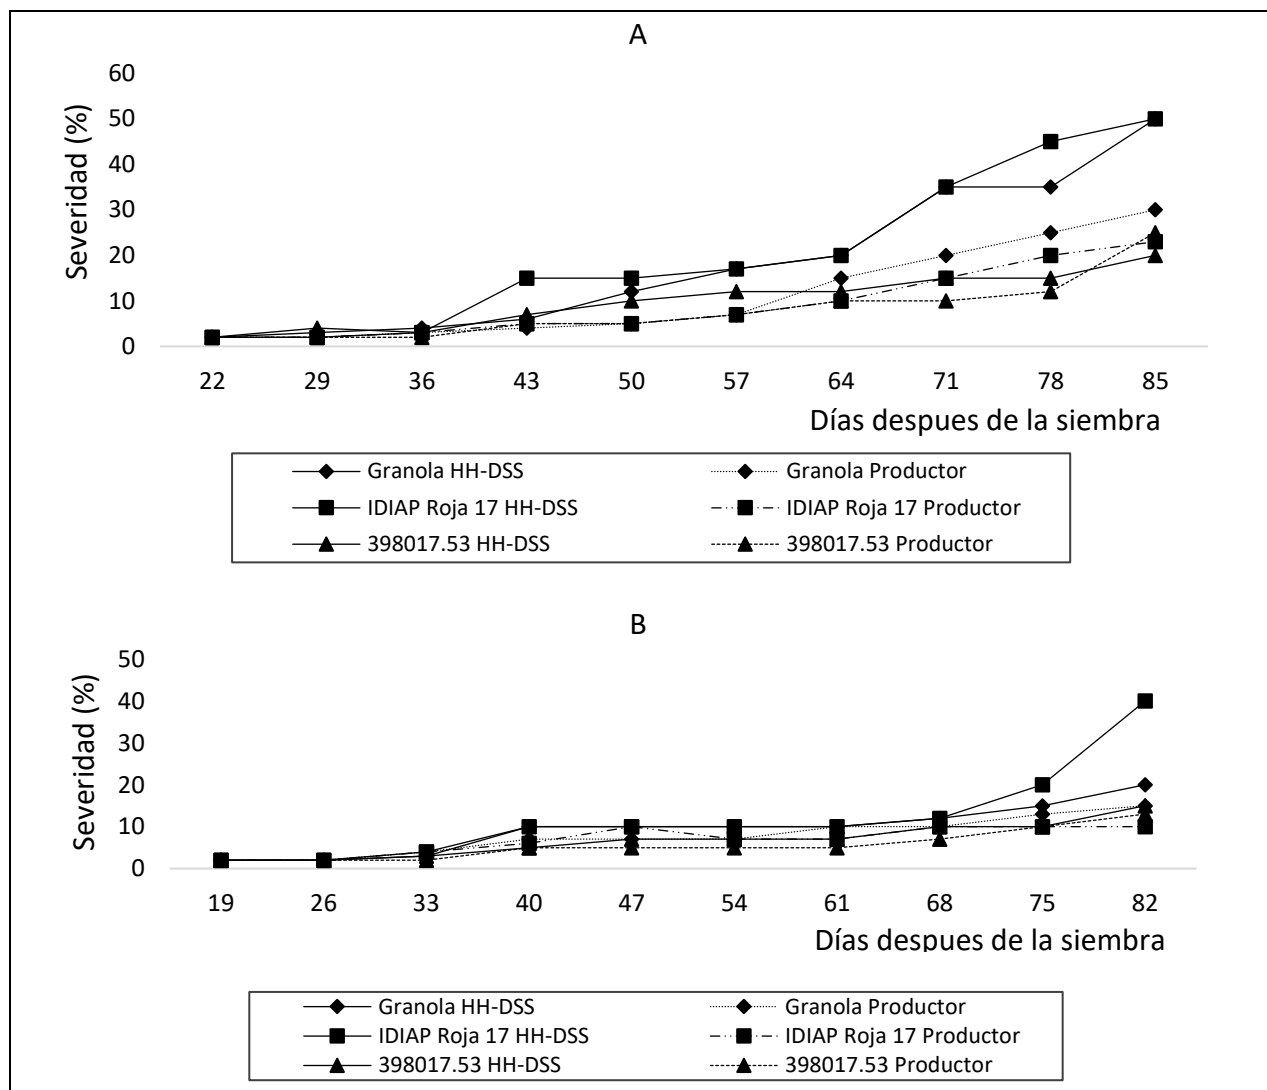 A
60
50
40
30
20
10
0
Severidad (%)
22 29 36 43 50 57 64 71 78 85
Días despues de la siembra
Granola HH-DSS Granola Productor
IDIAP Roja 17 HH-DSS IDIAP Roja 17 Productor
398017.53 HH-DSS 398017.53 Productor
B
50
40
30
20
10
0
Severidad (%)
19 26 33 40 47 54 61 68 75 82
Días despues de la siembra
Granola HH-DSS Granola Productor
IDIAP Roja 17 HH-DSS IDIAP Roja 17 Productor
398017.53 HH-DSS 398017.53 Productor